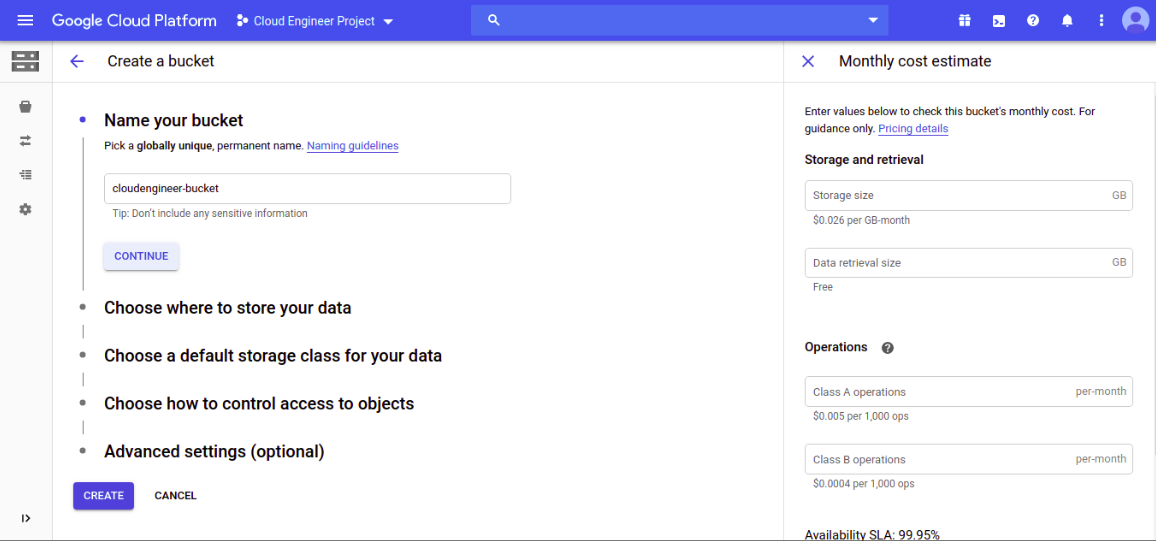 Google Cloud Platform
Cloud Engineer Project
Create a bucket
Name your bucket
Pick a globally unique, permanent name. Naming guidelines
cloudengineer-bucket
Tip: Don't include any sensitive information
CONTINUE
Choose where to store your data
Choose a default storage class for your data
Choose how to control access to objects
Advanced settings (optional)
CREATE CANCEL
Monthly cost estimate
Enter values below to check this bucket's monthly cost. For
guidance only. Pricing details
Storage and retrieval
Storage size GB
$0.026 per GB-month
Data retrieval size GB
Free
Operations
Class A operations per-month
$0.005 per 1,000 ops
Class B operations per-month
$0.0004 per 1,000 ops
Availability SLA: 99.95%